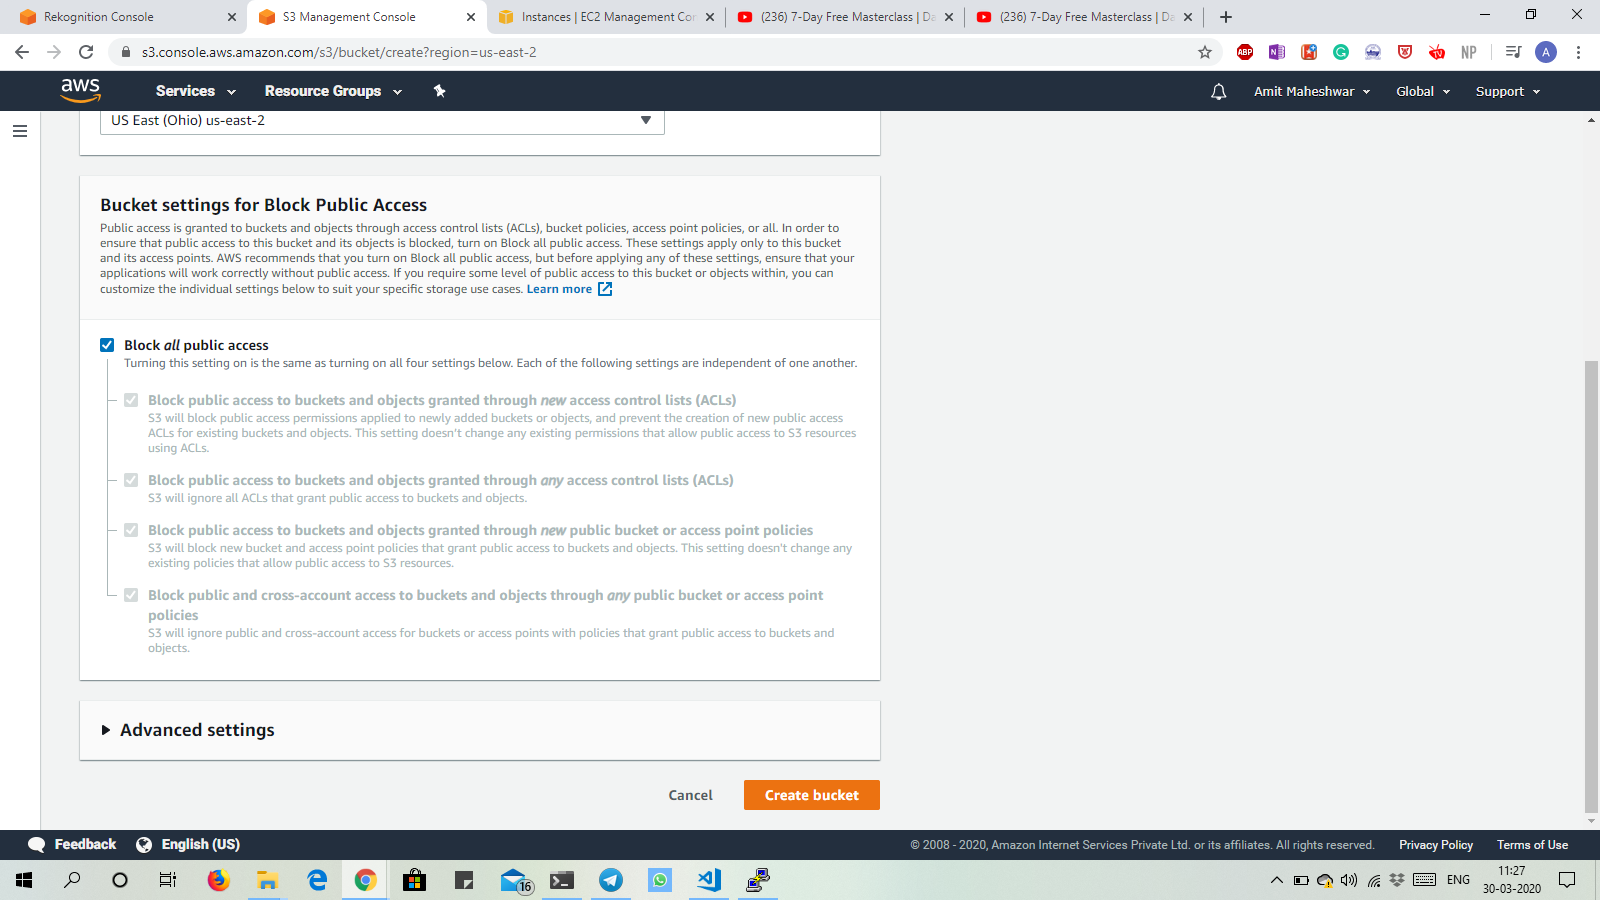 Rekognition Console
S3 Management Console
Instances | EC2 Management Con
(236) 7-Day Free Masterclass | Da
(236) 7-Day Free Masterclass | Da
s3.console.aws.amazon.com/s3/bucket/create?region=us-east-2
ABP
N
G
TV
NP
A
aws
Services
Resource Groups
Amit Maheshwar
Global
Support
US East (Ohio) us-east-2
Bucket settings for Block Public Access
Public access is granted to buckets and objects through access control lists (ACLs), bucket policies, access point policies, or all. In order to
ensure that public access to this bucket and its objects is blocked, turn on Block all public access. These settings apply only to this bucket
and its access points. AWS recommends that you turn on Block all public access, but before applying any of these settings, ensure that your
applications will work correctly without public access. If you require some level of public access to this bucket or objects within, you can
customize the individual settings below to suit your specific storage use cases. Learn more
Block all public access
Turning this setting on is the same as turning on all four settings below. Each of the following settings are independent of one another.
Block public access to buckets and objects granted through new access control lists (ACLs)
S3 will block public access permissions applied to newly added buckets or objects, and prevent the creation of new public access
ACLs for existing buckets and objects. This setting doesn't change any existing permissions that allow public access to S3 resources
using ACLs.
Block public access to buckets and objects granted through any access control lists (ACLs)
S3 will ignore all ACLs that grant public access to buckets and objects.
Block public access to buckets and objects granted through new public bucket or access point policies
S3 will block new bucket and access point policies that grant public access to buckets and objects. This setting doesn't change any
existing policies that allow public access to S3 resources.
Block public and cross-account access to buckets and objects through any public bucket or access point
policies
S3 will ignore public and cross-account access for buckets or access points with policies that grant public access to buckets and
objects.
Advanced settings
Cancel
Create bucket
Feedback
English (US)
© 2008 - 2020, Amazon Internet Services Private Ltd. or its affiliates. All rights reserved.
Privacy Policy
Terms of Use
16
ENG
11:27
30-03-2020